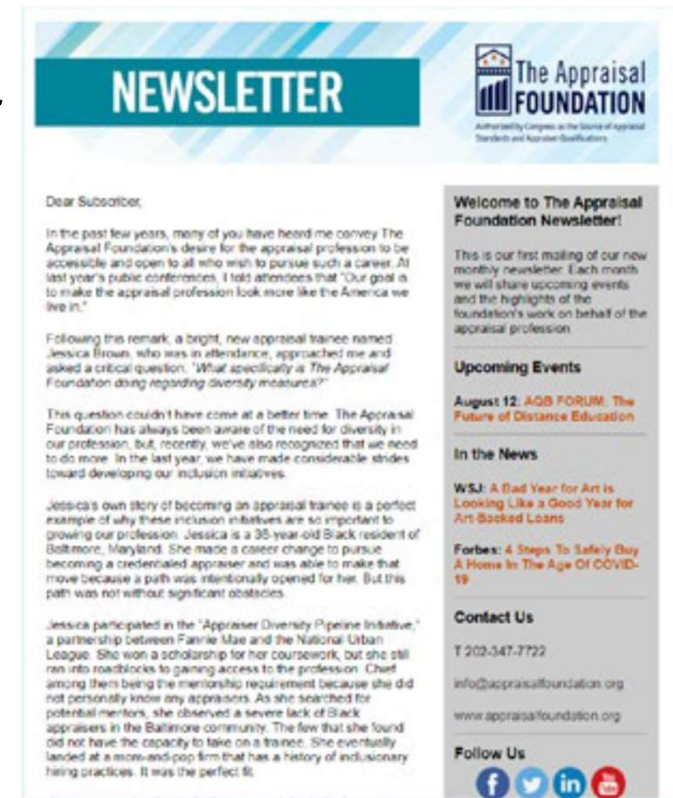 NEWSLETTER
The Appraisal
FOUNDATION
Authorized by Congress as the Source of Appraisal
Standards and Appraiser Qualifications
Dear Subscriber,
In the past few years, many of you have heard me convey The
Appraisal Foundation's desire for the appraisal profession to be
accessible and open to all who wish to pursue such a career. At
last year's public conferences, I told attendees that "Our goal is
to make the appraisal profession look more like the America we
live in."
Following this remark, a bright, new appraisal trainee named
Jessica Brown, who was in attendance, approached me and
asked a critical question: "What specifically is The Appraisal
Foundation doing regarding diversity measures?"
This question couldn't have come at a better time. The Appraisal
Foundation has always been aware of the need for diversity in
our profession, but, recently, we've also recognized that we need
to do more. In the last year, we have made considerable strides
toward developing our inclusion initiatives.
Jessica's own story of becoming an appraisal trainee is a perfect
example of why these inclusion initiatives are so important to
growing our profession. Jessica is a 36-year-old Black resident of
Baltimore, Maryland. She made a career change to pursue
becoming a credentialed appraiser and was able to make that
move because a path was intentionally opened for her. But this
path was not without significant obstacles.
Jessica participated in the "Appraiser Diversity Pipeline Initiative,"
a partnership between Fannie Mae and the National Urban
League. She won a scholarship for her coursework, but she still
ran into roadblocks to gaining access to the profession. Chief
among them being the mentorship requirement because she did
not personally know any appraisers. As she searched for
potential mentors, she observed a severe lack of Black
appraisers in the Baltimore community. The few that she found
did not have the capacity to take on a trainee. She eventually
landed at a mom-and-pop firm that has a history of inclusionary
hiring practices. It was the perfect fit.
Welcome to The Appraisal
Foundation Newsletter!
This is our first mailing of our new
monthly newsletter. Each month
we will share upcoming events
and the highlights of the
foundation's work on behalf of the
appraisal profession.
Upcoming Events
August 12: AQB FORUM: The
Future of Distance Education
In the News
WSJ: A Bad Year for Art is
Looking Like a Good Year for
Art-Backed Loans
Forbes: 4 Steps To Safely Buy
A Home In The Age Of COVID-
19
Contact Us
T 202-347-7722
info@appraisalfoundation.org
www.appraisalfoundation.org
Follow Us